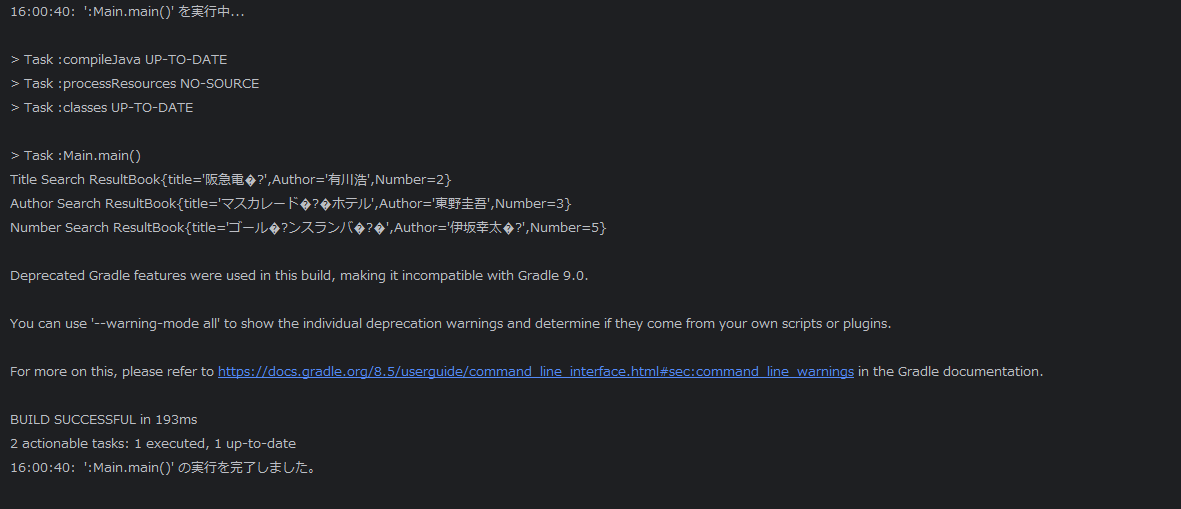 16:00:40: ':Main.main()' を実行中...
> Task :compileJava UP-TO-DATE
> Task :processResources NO-SOURCE
> Task :classes UP-TO-DATE
> Task :Main.main()
Title Search ResultBook{title='阪急電�?',Author='有川浩',Number=2}
Author Search ResultBook{title='マスカレード�?�ホテル',Author='東野圭吾',Number=3}
Number Search ResultBook{title='ゴール�?ンスランバ�?�',Author='伊坂幸太�?',Number=5}
Deprecated Gradle features were used in this build, making it incompatible with Gradle 9.0.
You can use '--warning-mode all' to show the individual deprecation warnings and determine if they come from your own scripts or plugins.
For more on this, please refer to https://docs.gradle.org/8.5/userguide/command_line_interface.html#sec:command_line_warnings in the Gradle documentation.
BUILD SUCCESSFUL in 193ms
2 actionable tasks: 1 executed, 1 up-to-date
16:00:40: ':Main.main()' の実行を完了しました。